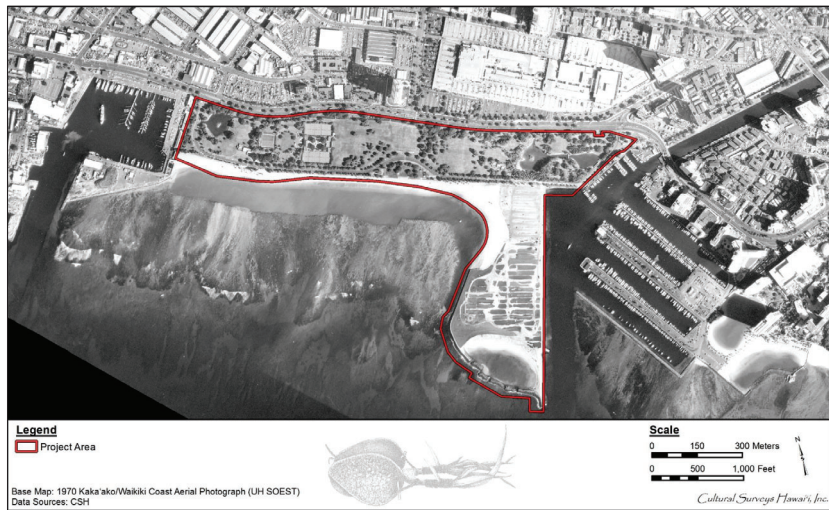 Legend
Project Area
Base Map: 1970 Kaka'ako/Waikiki Coast Aerial Photograph (UH SOEST)
Data Sources: CSH
Scale
0 150 300 Meters
0 500 1,000 Feet
N
Cultural Surveys Hawai'i, Inc.